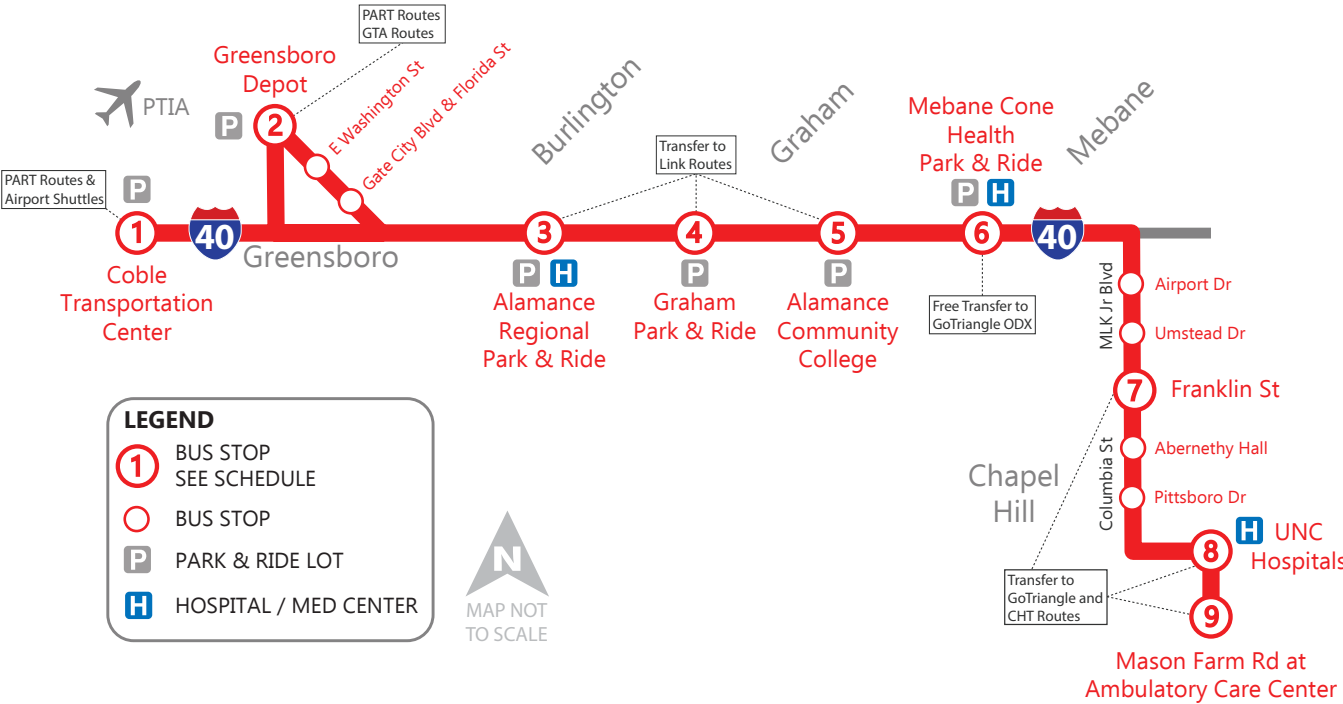 PART Routes
GTA Routes
Greensboro
Depot
E Washington St
Gate City Blvd & Florida St
PTIA
P
2
PART Routes &
Airport Shuttles
P
1
40
Greensboro
Coble
Transportation
Center
Burlington
3
P H
Alamance
Regional
Park & Ride
Transfer to
Link Routes
4
P
Graham
Park & Ride
Graham
5
P
Alamance
Community
College
Mebane Cone
Health
Park & Ride
P H
6
Free Transfer to
GoTriangle ODX
Mebane
40
MLK Jr Blvd
Airport Dr
Umstead Dr
7
Franklin St
Columbia St
Abernethy Hall
Pittsboro Dr
Chapel
Hill
8
H UNC
Hospitals
Transfer to
GoTriangle and
CHT Routes
9
Mason Farm Rd at
Ambulatory Care Center
LEGEND
1
BUS STOP
SEE SCHEDULE
BUS STOP
P PARK & RIDE LOT
H HOSPITAL / MED CENTER
N
MAP NOT
TO SCALE